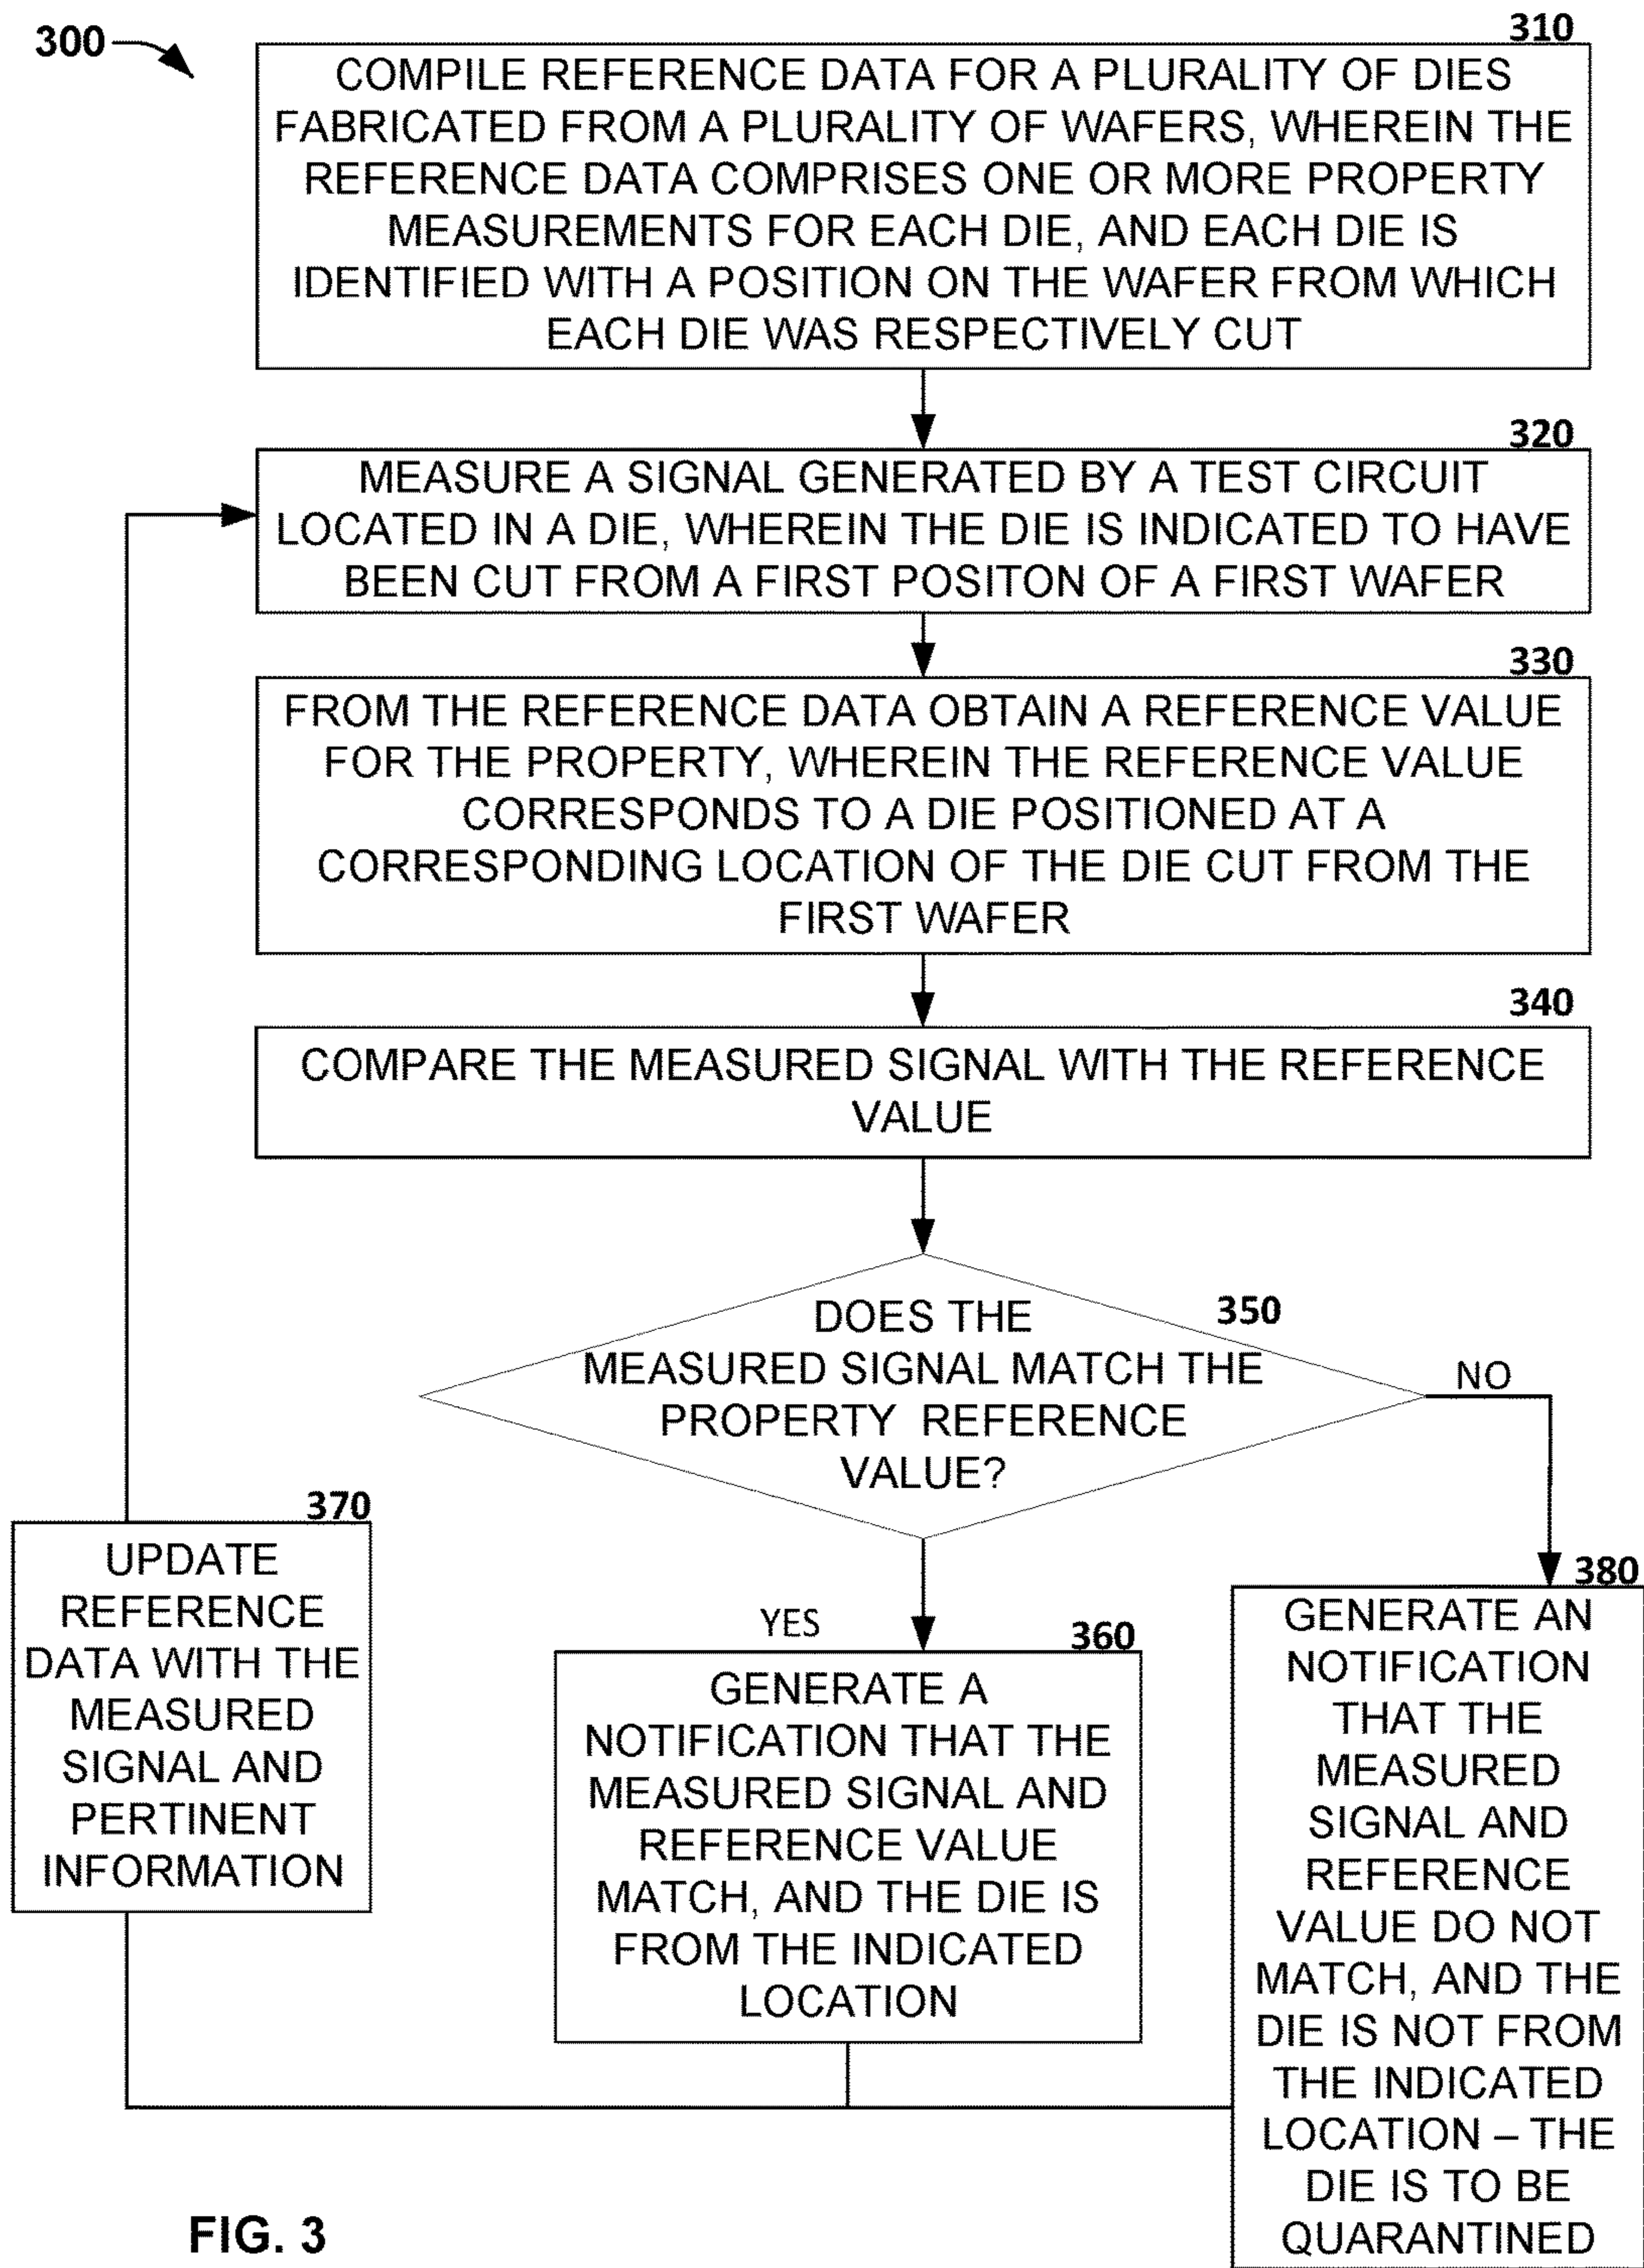 300
310
COMPILE REFERENCE DATA FOR A PLURALITY OF DIES
FABRICATED FROM A PLURALITY OF WAFERS, WHEREIN THE
REFERENCE DATA COMPRISES ONE OR MORE PROPERTY
MEASUREMENTS FOR EACH DIE, AND EACH DIE IS
IDENTIFIED WITH A POSITION ON THE WAFER FROM WHICH
EACH DIE WAS RESPECTIVELY CUT
320
MEASURE A SIGNAL GENERATED BY A TEST CIRCUIT
LOCATED IN A DIE, WHEREIN THE DIE IS INDICATED TO HAVE
BEEN CUT FROM A FIRST POSITON OF A FIRST WAFER
330
FROM THE REFERENCE DATA OBTAIN A REFERENCE VALUE
FOR THE PROPERTY, WHEREIN THE REFERENCE VALUE
CORRESPONDS TO A DIE POSITIONED AT A
CORRESPONDING LOCATION OF THE DIE CUT FROM THE
FIRST WAFER
340
COMPARE THE MEASURED SIGNAL WITH THE REFERENCE
VALUE
350
DOES THE
MEASURED SIGNAL MATCH THE
PROPERTY REFERENCE
VALUE?
NO
YES
360
GENERATE A
NOTIFICATION THAT THE
MEASURED SIGNAL AND
REFERENCE VALUE
MATCH, AND THE DIE IS
FROM THE INDICATED
LOCATION
370
UPDATE
REFERENCE
DATA WITH THE
MEASURED
SIGNAL AND
PERTINENT
INFORMATION
380
GENERATE AN
NOTIFICATION
THAT THE
MEASURED
SIGNAL AND
REFERENCE
VALUE DO NOT
MATCH, AND THE
DIE IS NOT FROM
THE INDICATED
LOCATION – THE
DIE IS TO BE
QUARANTINED
FIG. 3